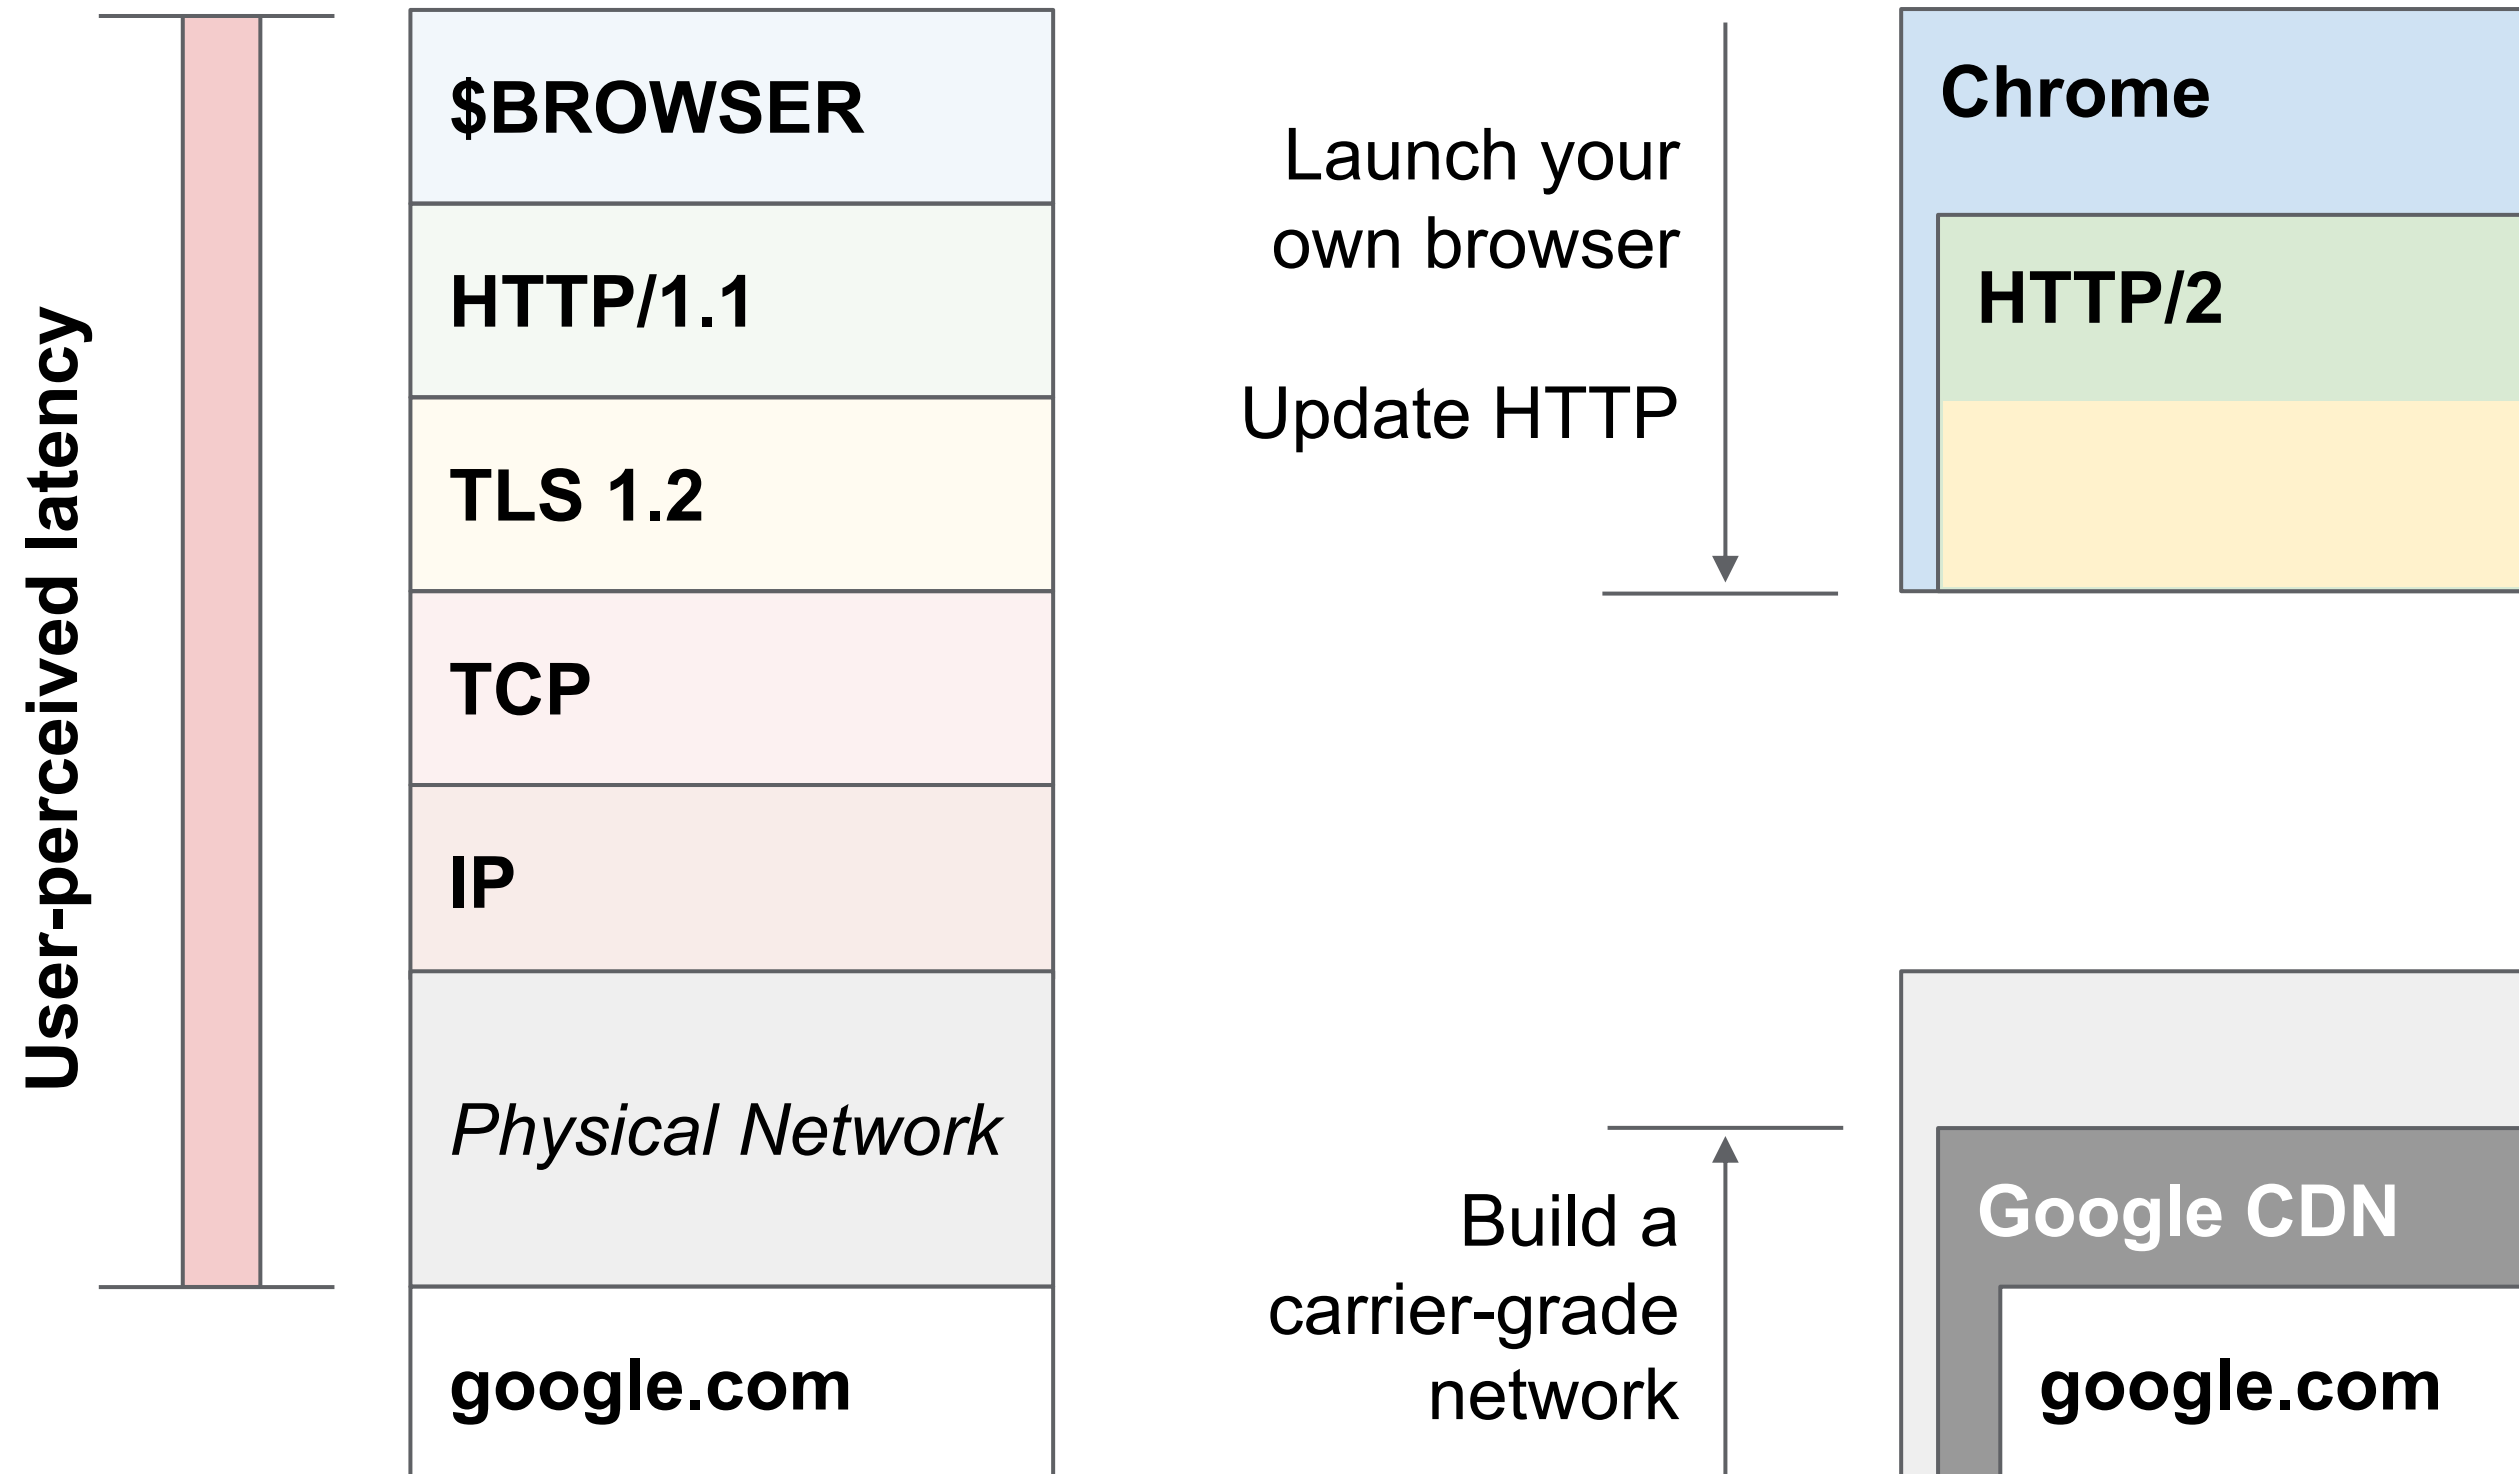 User-perceived latency
$BROWSER
HTTP/1.1
TLS 1.2
TCP
IP
Physical Network
google.com
Launch your
own browser
Update HTTP
Build a
carrier-grade
network
Chrome
HTTP/2
Google CDN
google.com